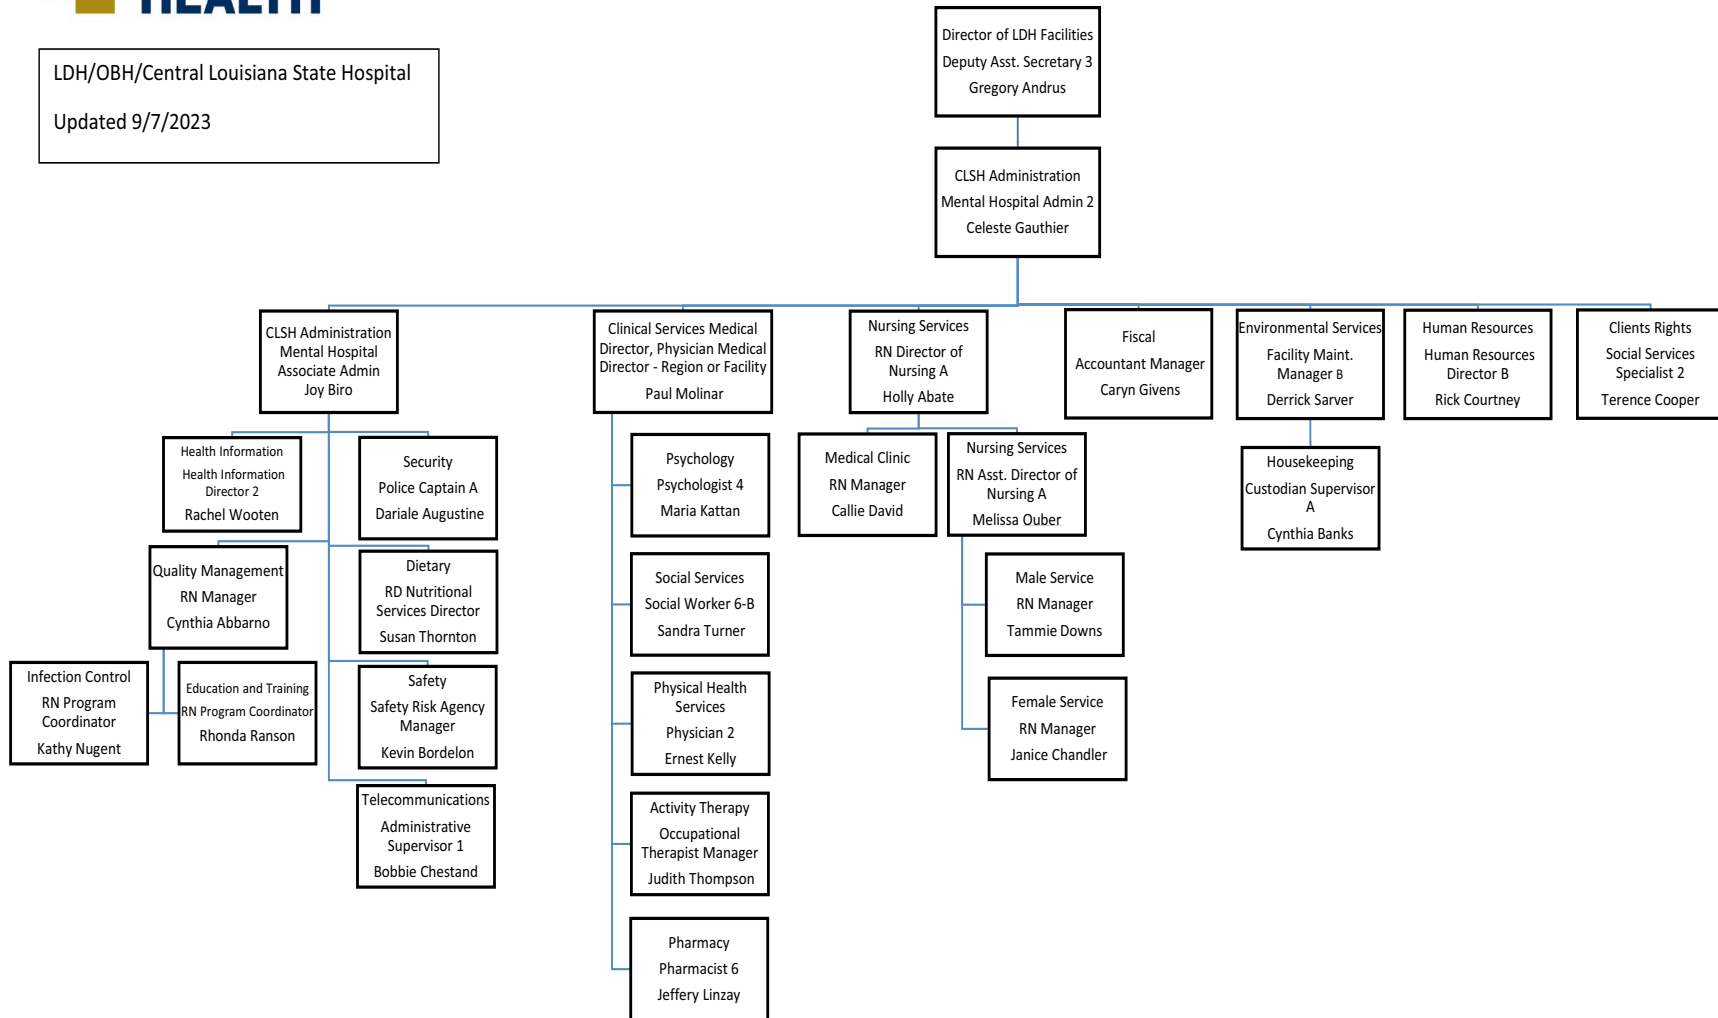 HEALTH
LDH/OBH/Central Louisiana State Hospital
Updated 9/7/2023
Director of LDH Facilities
Deputy Asst. Secretary 3
Gregory Andrus
CLSH Administration
Mental Hospital Admin 2
Celeste Gauthier
CLSH Administration
Mental Hospital
Associate Admin
Joy Biro
Clinical Services Medical
Director, Physician Medical
Director - Region or Facility
Paul Molinar
Nursing Services
RN Director of
Nursing A
Holly Abate
Fiscal
Accountant Manager
Caryn Givens
Environmental Services
Facility Maint.
Manager B
Derrick Sarver
Human Resources
Human Resources
Director B
Rick Courtney
Clients Rights
Social Services
Specialist 2
Terence Cooper
Health Information
Health Information
Director 2
Rachel Wooten
Security
Police Captain A
Dariale Augustine
Quality Management
RN Manager
Cynthia Abbarno
Dietary
RD Nutritional
Services Director
Susan Thornton
Infection Control
RN Program
Coordinator
Kathy Nugent
Education and Training
RN Program Coordinator
Rhonda Ranson
Safety
Safety Risk Agency
Manager
Kevin Bordelon
Telecommunications
Administrative
Supervisor 1
Bobbie Chestand
Psychology
Psychologist 4
Maria Kattan
Social Services
Social Worker 6-B
Sandra Turner
Physical Health
Services
Physician 2
Ernest Kelly
Activity Therapy
Occupational
Therapist Manager
Judith Thompson
Pharmacy
Pharmacist 6
Jeffery Linzay
Medical Clinic
RN Manager
Callie David
Nursing Services
RN Asst. Director of
Nursing A
Melissa Ouber
Male Service
RN Manager
Tammie Downs
Female Service
RN Manager
Janice Chandler
Housekeeping
Custodian Supervisor
A
Cynthia Banks